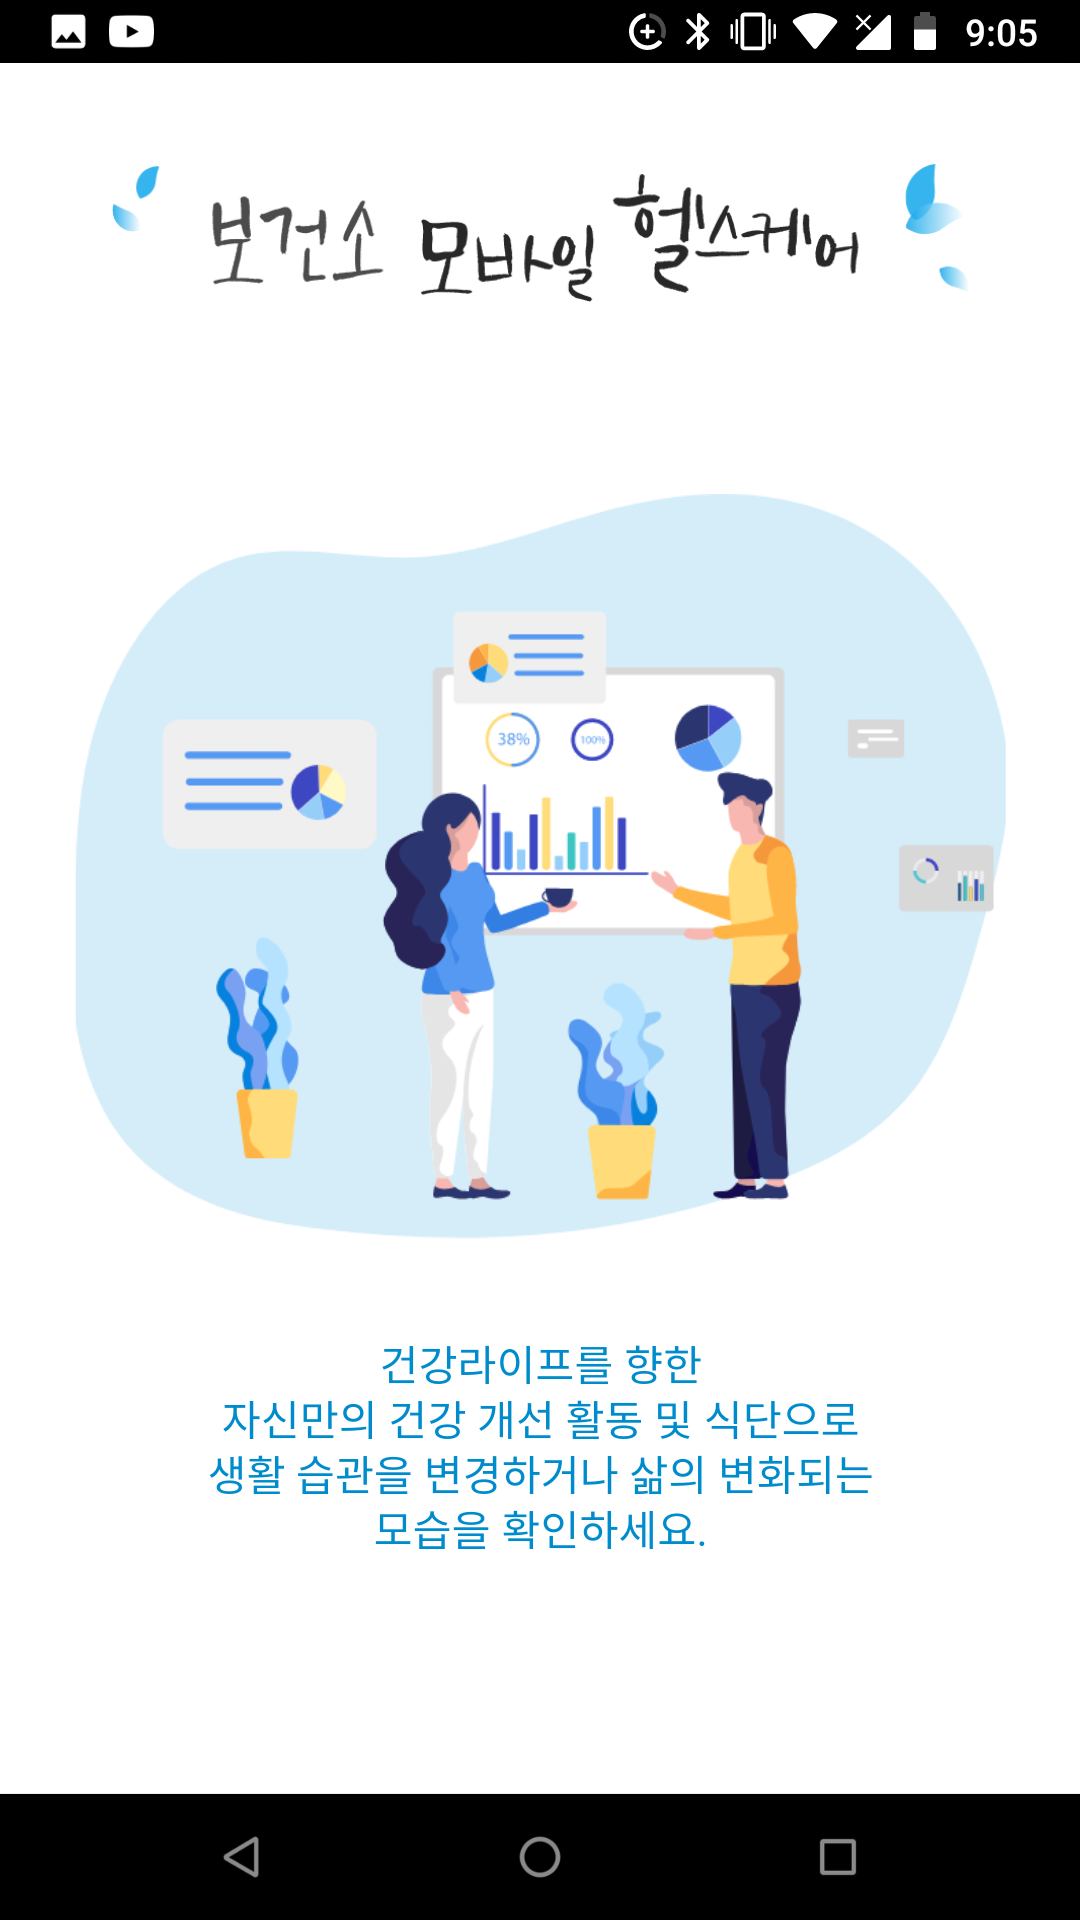 9:05
보건소 모바일 헬스케어
38%
100%
건강라이프를 향한
자신만의 건강 개선 활동 및 식단으로
생활 습관을 변경하거나 삶의 변화되는
모습을 확인하세요.